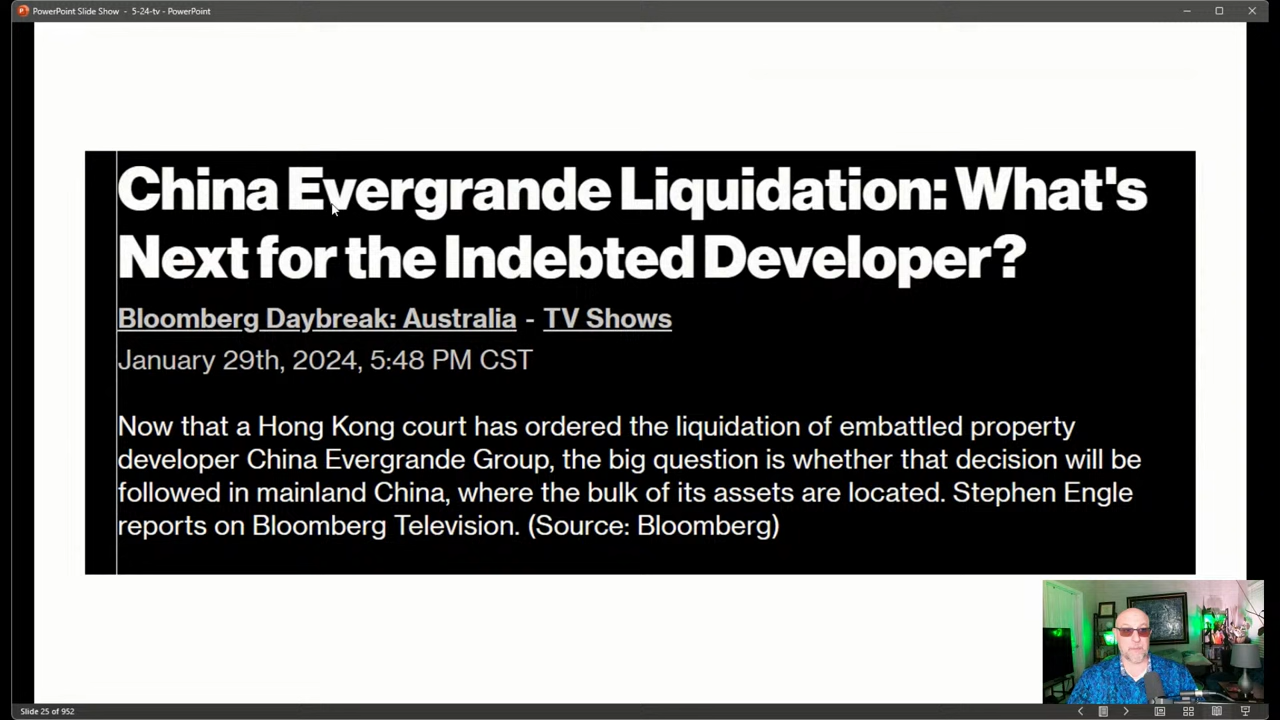 PowerPoint Slide Show - 5-24-tv - PowerPoint
China Evergrande Liquidation: What's
Next for the Indebted Developer?
Bloomberg Daybreak: Australia - TV Shows
January 29th, 2024, 5:48 PM CST
Now that a Hong Kong court has ordered the liquidation of embattled property
developer China Evergrande Group, the big question is whether that decision will be
followed in mainland China, where the bulk of its assets are located. Stephen Engle
reports on Bloomberg Television. (Source: Bloomberg)
Slide 25 of 952